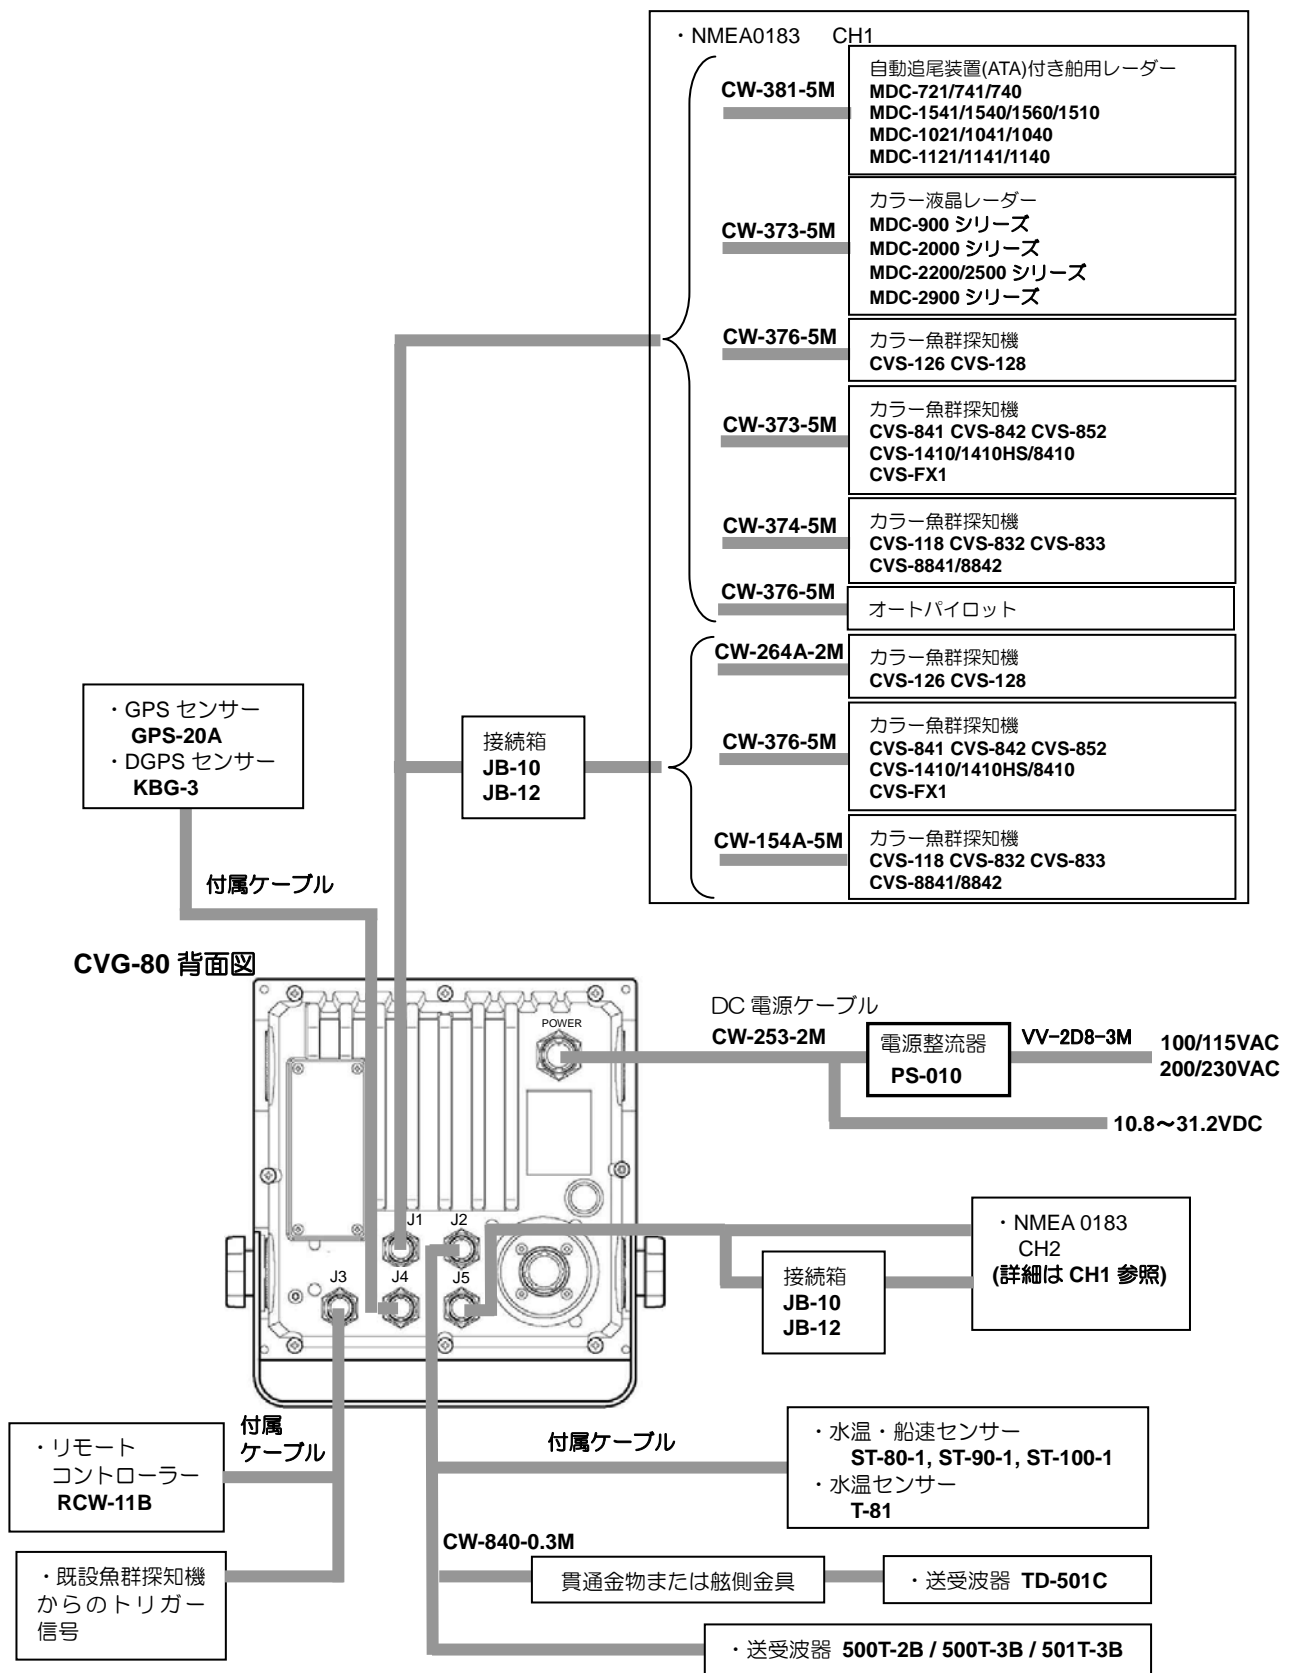 ・NMEA0183 CH1
CW-381-5M
自動追尾装置(ATA)付き舶用レーダー
MDC-721/741/740
MDC-1541/1540/1560/1510
MDC-1021/1041/1040
MDC-1121/1141/1140
CW-373-5M
カラー液晶レーダー
MDC-900 シリーズ
MDC-2000 シリーズ
MDC-2200/2500 シリーズ
MDC-2900 シリーズ
CW-376-5M
カラー魚群探知機
CVS-126 CVS-128
CW-373-5M
カラー魚群探知機
CVS-841 CVS-842 CVS-852
CVS-1410/1410HS/8410
CVS-FX1
CW-374-5M
カラー魚群探知機
CVS-118 CVS-832 CVS-833
CVS-8841/8842
CW-376-5M
オートパイロット
CW-264A-2M
カラー魚群探知機
CVS-126 CVS-128
CW-376-5M
カラー魚群探知機
CVS-841 CVS-842 CVS-852
CVS-1410/1410HS/8410
CVS-FX1
CW-154A-5M
カラー魚群探知機
CVS-118 CVS-832 CVS-833
CVS-8841/8842
接続箱
JB-10
JB-12
・GPS センサー
GPS-20A
・DGPS センサー
KBG-3
付属ケーブル
CVG-80 背面図
POWER
DC 電源ケーブル
CW-253-2M
電源整流器
PS-010
VV-2D8-3M
100/115VAC
200/230VAC
10.8～31.2VDC
J1
J2
J3
J4
J5
接続箱
JB-10
JB-12
・NMEA 0183
CH2
(詳細は CH1 参照)
・リモート
コントローラー
RCW-11B
付属
ケーブル
・既設魚群探知機
からのトリガー
信号
付属ケーブル
・水温・船速センサー
ST-80-1, ST-90-1, ST-100-1
・水温センサー
T-81
CW-840-0.3M
貫通金物または舷側金具
・送受波器 TD-501C
・送受波器 500T-2B / 500T-3B / 501T-3B